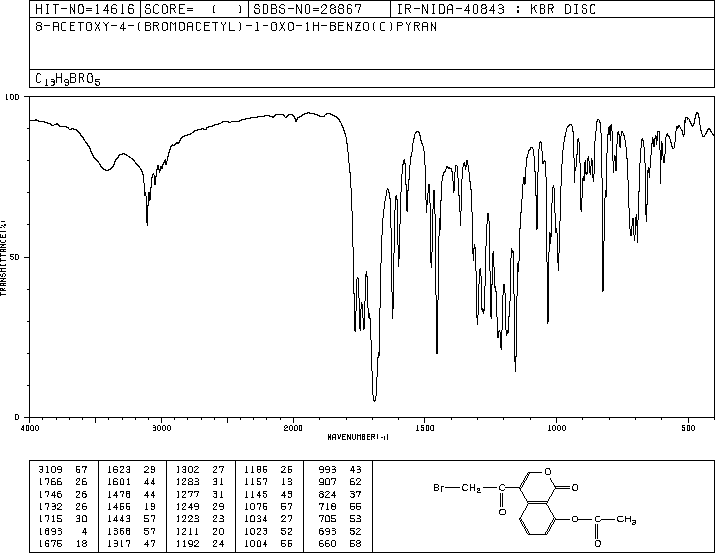 HIT-NO=14616 SCORE= ( ) SDBS-NO=28867 IR-NIDA-40843 : KBR DISC
8-ACETOXY-4-(BROMOACETYL)-1-OXO-1H-BENZO(C)PYRAN
C13H9BRO5
100
50
0
TRANSMITTANCE(%)
4000 3000 2000 1500 1000 500
WAVENUMBER(-1)
3109 57 1623 29 1302 27 1186 25 993 43
1766 26 1601 44 1283 31 1157 13 907 62
1746 26 1478 44 1277 31 1145 49 824 37
1732 26 1455 19 1249 29 1076 57 718 55
1715 30 1443 57 1223 23 1034 27 705 53
1693 4 1368 57 1211 20 1023 52 693 52
1675 18 1317 47 1192 24 1004 55 660 58
Br CH2 C O O O O C CH3 O